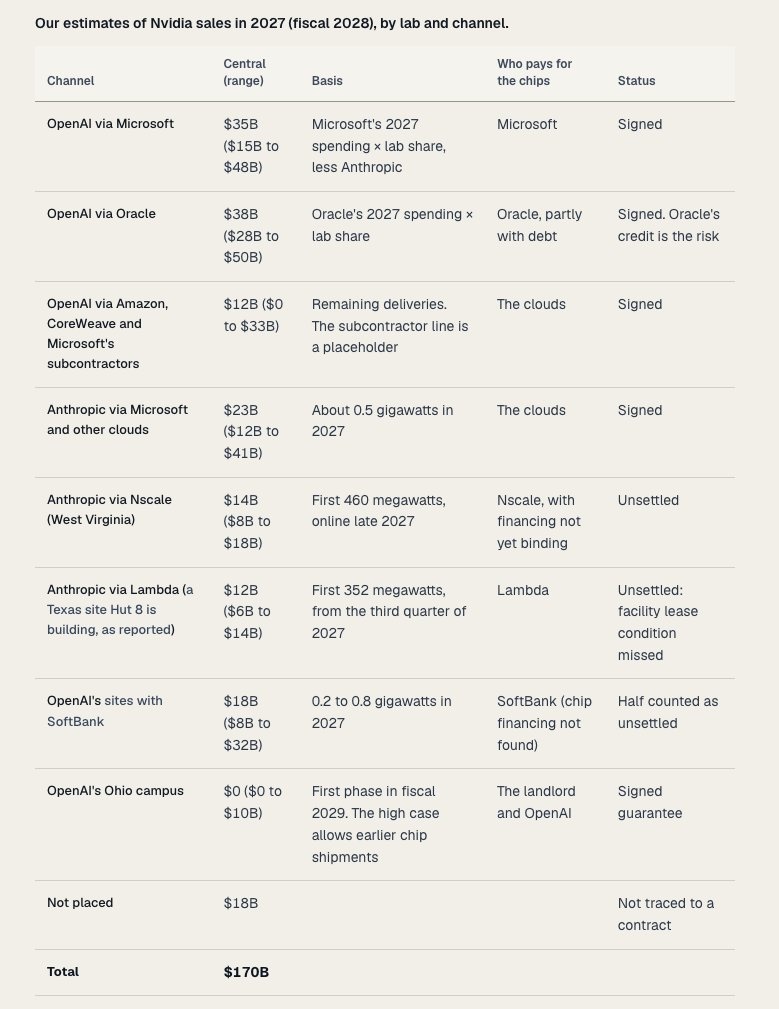 Our estimates of Nvidia sales in 2027 (fiscal 2028), by lab and channel.
Channel
Central
(range)
Basis
Who pays for
the chips
Status
OpenAI via Microsoft
$35B
($15B to
$48B)
Microsoft's 2027
spending × lab share,
less Anthropic
Microsoft
Signed
OpenAI via Oracle
$38B
($28B to
$50B)
Oracle's 2027 spending ×
lab share
Oracle, partly
with debt
Signed. Oracle's
credit is the risk
OpenAI via Amazon,
CoreWeave and
Microsoft's
subcontractors
$12B ($0
to $33B)
Remaining deliveries.
The subcontractor line is
a placeholder
The clouds
Signed
Anthropic via Microsoft
and other clouds
$23B
($12B to
$41B)
About 0.5 gigawatts in
2027
The clouds
Signed
Anthropic via Nscale
(West Virginia)
$14B
($8B to
$18B)
First 460 megawatts,
online late 2027
Nscale, with
financing not
yet binding
Unsettled
Anthropic via Lambda (a
Texas site Hut 8 is
building, as reported)
$12B
($6B to
$14B)
First 352 megawatts,
from the third quarter of
2027
Lambda
Unsettled:
facility lease
condition
missed
OpenAI's sites with
SoftBank
$18B
($8B to
$32B)
0.2 to 0.8 gigawatts in
2027
SoftBank (chip
financing not
found)
Half counted as
unsettled
OpenAI's Ohio campus
$0 ($0 to
$10B)
First phase in fiscal
2029. The high case
allows earlier chip
shipments
The landlord
and OpenAI
Signed
guarantee
Not placed
$18B
Not traced to a
contract
Total
$170B